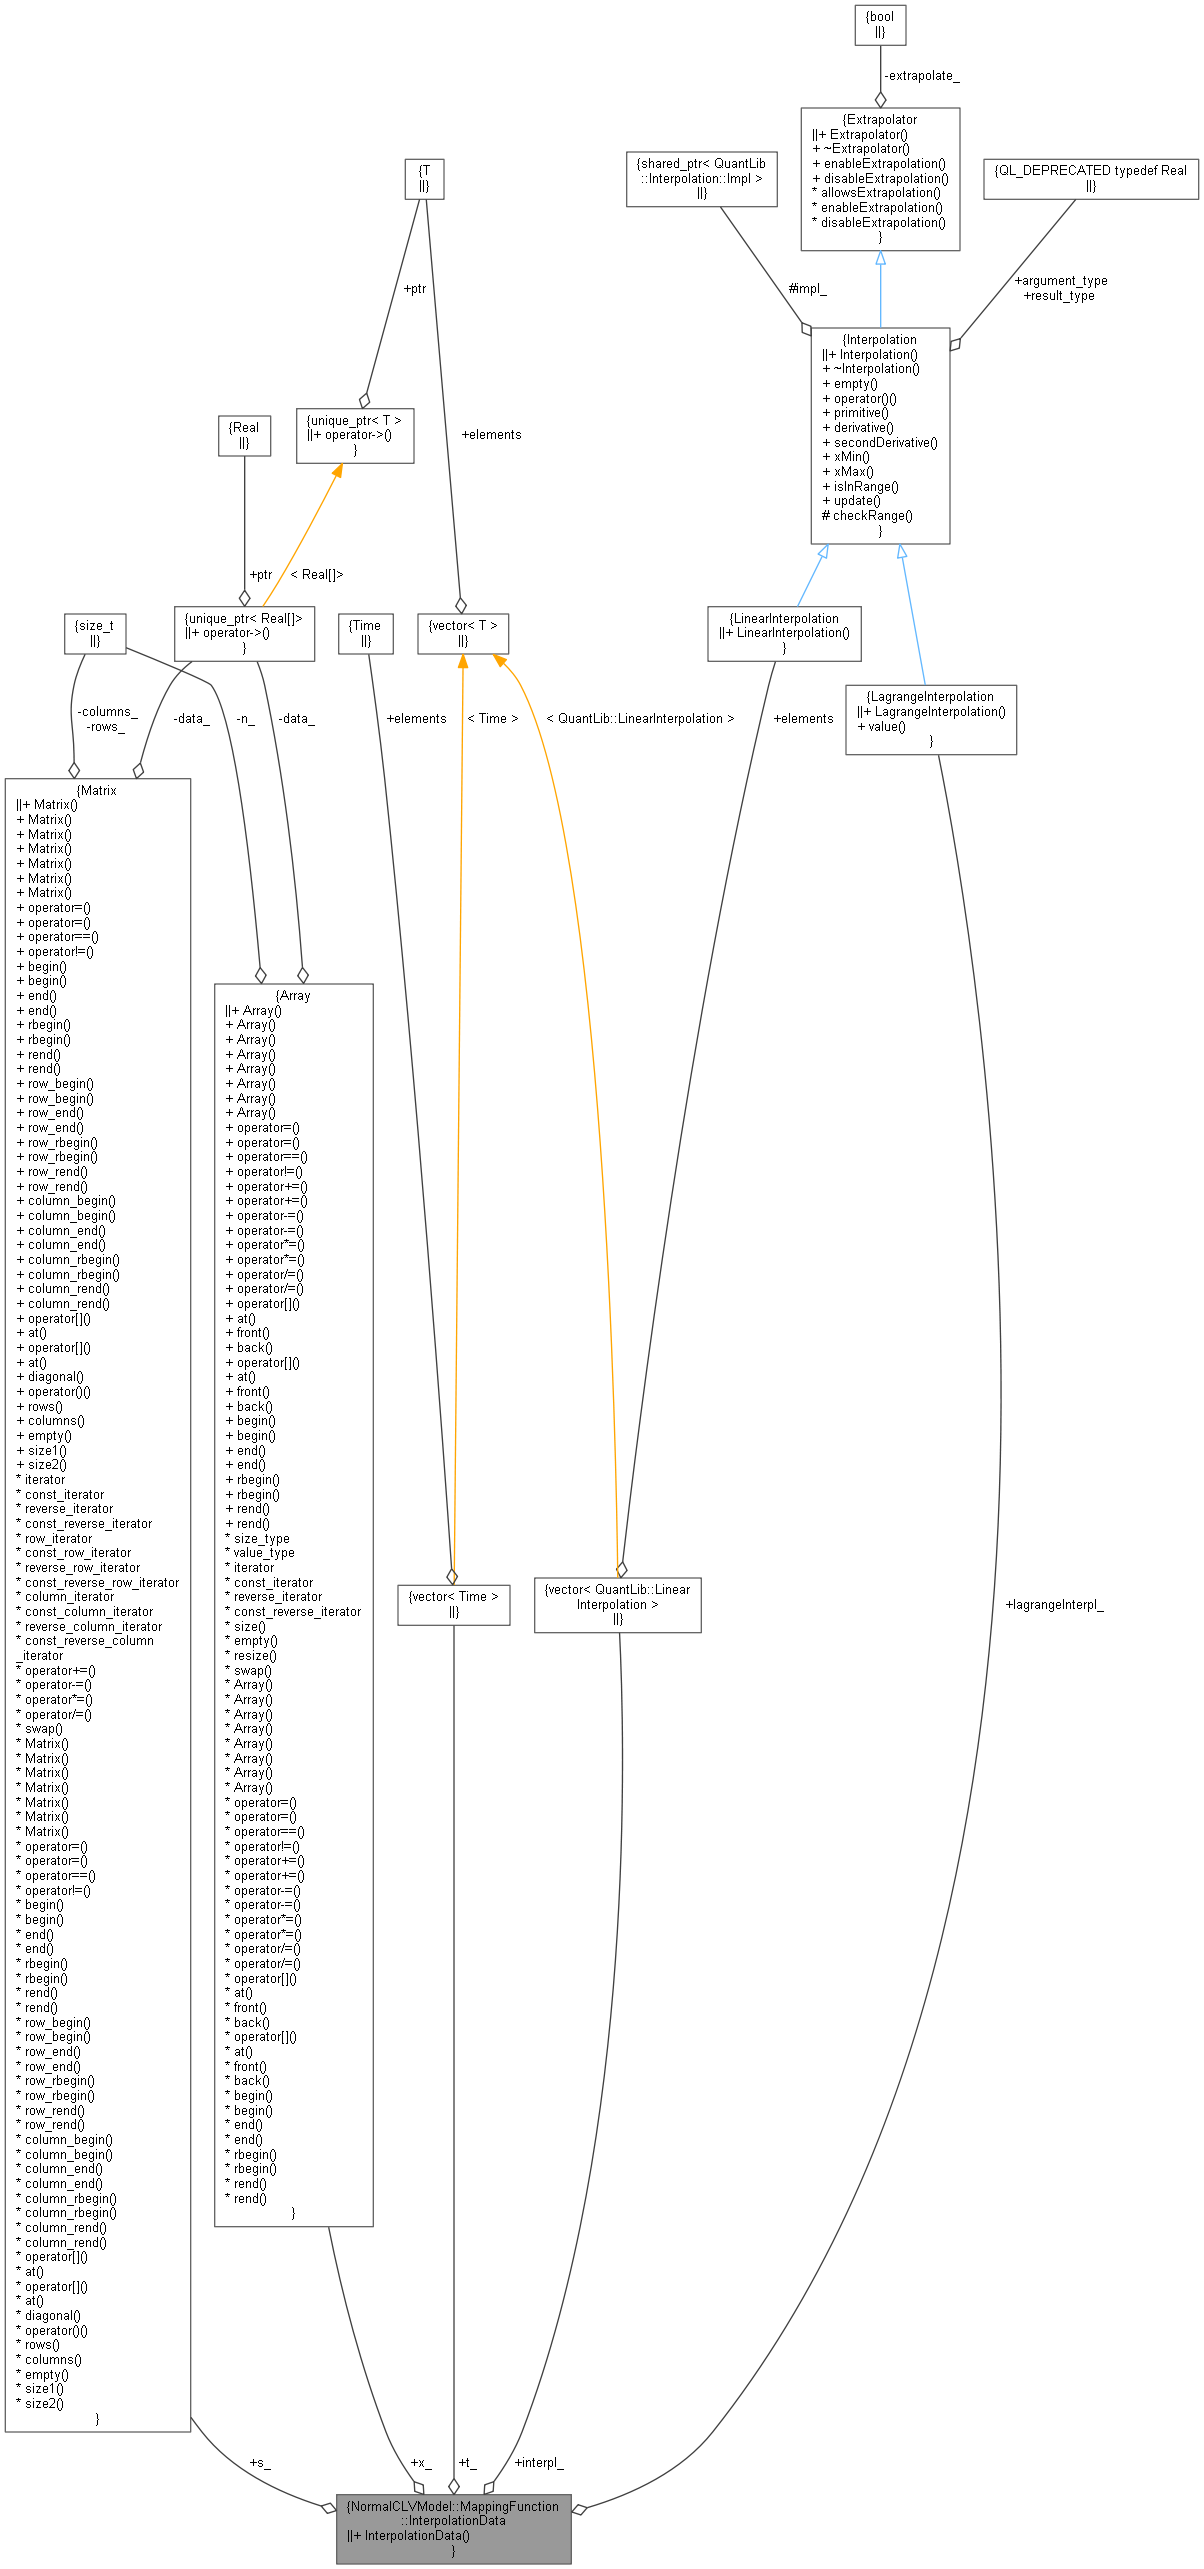 {bool
||}
-extrapolate_
{Extrapolator
||+ Extrapolator()
+ ~Extrapolator()
+ enableExtrapolation()
+ disableExtrapolation()
* allowsExtrapolation()
* enableExtrapolation()
* disableExtrapolation()
}
{shared_ptr< QuantLib
::Interpolation::Impl >
||}
{QL_DEPRECATED typedef Real
||}
{T
||}
#impl_
+argument_type
+result_type
+ptr
{Interpolation
||+ Interpolation()
+ ~Interpolation()
+ empty()
+ operator()()
+ primitive()
+ derivative()
+ secondDerivative()
+ xMin()
+ xMax()
+ isInRange()
+ update()
# checkRange()
}
{unique_ptr< T >
||+ operator->()
}
{Real
||}
+elements
+ptr
< Real[]>
{size_t
||}
{unique_ptr< Real[]>
||+ operator->()
}
{Time
||}
{vector< T >
||}
{LinearInterpolation
||+ LinearInterpolation()
}
{LagrangeInterpolation
||+ LagrangeInterpolation()
+ value()
}
-columns_
-rows_
-data_
-n_
-data_
+elements
< Time >
< QuantLib::LinearInterpolation >
+elements
{Matrix
||+ Matrix()
+ Matrix()
+ Matrix()
+ Matrix()
+ Matrix()
+ Matrix()
+ Matrix()
+ operator=()
+ operator=()
+ operator==()
+ operator!=()
+ begin()
+ begin()
+ end()
+ end()
+ rbegin()
+ rbegin()
+ rend()
+ rend()
+ row_begin()
+ row_begin()
+ row_end()
+ row_end()
+ row_rbegin()
+ row_rbegin()
+ row_rend()
+ row_rend()
+ column_begin()
+ column_begin()
+ column_end()
+ column_end()
+ column_rbegin()
+ column_rbegin()
+ column_rend()
+ column_rend()
+ operator[]()
+ at()
+ operator[]()
+ at()
+ diagonal()
+ operator()()
+ rows()
+ columns()
+ empty()
+ size1()
+ size2()
* iterator
* const_iterator
* reverse_iterator
* const_reverse_iterator
* row_iterator
* const_row_iterator
* reverse_row_iterator
* const_reverse_row_iterator
* column_iterator
* const_column_iterator
* reverse_column_iterator
* const_reverse_column
_iterator
* operator+=()
* operator-=()
* operator*=()
* operator/=()
* swap()
* Matrix()
* Matrix()
* Matrix()
* Matrix()
* Matrix()
* Matrix()
* Matrix()
* operator=()
* operator=()
* operator==()
* operator!=()
* begin()
* begin()
* end()
* end()
* rbegin()
* rbegin()
* rend()
* rend()
* row_begin()
* row_begin()
* row_end()
* row_end()
* row_rbegin()
* row_rbegin()
* row_rend()
* row_rend()
* column_begin()
* column_begin()
* column_end()
* column_end()
* column_rbegin()
* column_rbegin()
* column_rend()
* column_rend()
* operator[]()
* at()
* operator[]()
* at()
* diagonal()
* operator()()
* rows()
* columns()
* empty()
* size1()
* size2()
}
{Array
||+ Array()
+ Array()
+ Array()
+ Array()
+ Array()
+ Array()
+ Array()
+ Array()
+ operator=()
+ operator=()
+ operator==()
+ operator!=()
+ operator+=()
+ operator+=()
+ operator-=()
+ operator-=()
+ operator*=()
+ operator*=()
+ operator/=()
+ operator/=()
+ operator[]()
+ at()
+ front()
+ back()
+ operator[]()
+ at()
+ front()
+ back()
+ begin()
+ begin()
+ end()
+ end()
+ rbegin()
+ rbegin()
+ rend()
+ rend()
* size_type
* value_type
* iterator
* const_iterator
* reverse_iterator
* const_reverse_iterator
* size()
* empty()
* resize()
* swap()
* Array()
* Array()
* Array()
* Array()
* Array()
* Array()
* Array()
* Array()
* operator=()
* operator=()
* operator==()
* operator!=()
* operator+=()
* operator+=()
* operator-=()
* operator-=()
* operator*=()
* operator*=()
* operator/=()
* operator/=()
* operator[]()
* at()
* front()
* back()
* operator[]()
* at()
* front()
* back()
* begin()
* begin()
* end()
* end()
* rbegin()
* rbegin()
* rend()
* rend()
}
{vector< Time >
||}
{vector< QuantLib::Linear
Interpolation >
||}
+lagrangeInterpl_
+s_
+x_
+t_
+interpl_
{NormalCLVModel::MappingFunction
::InterpolationData
||+ InterpolationData()
}